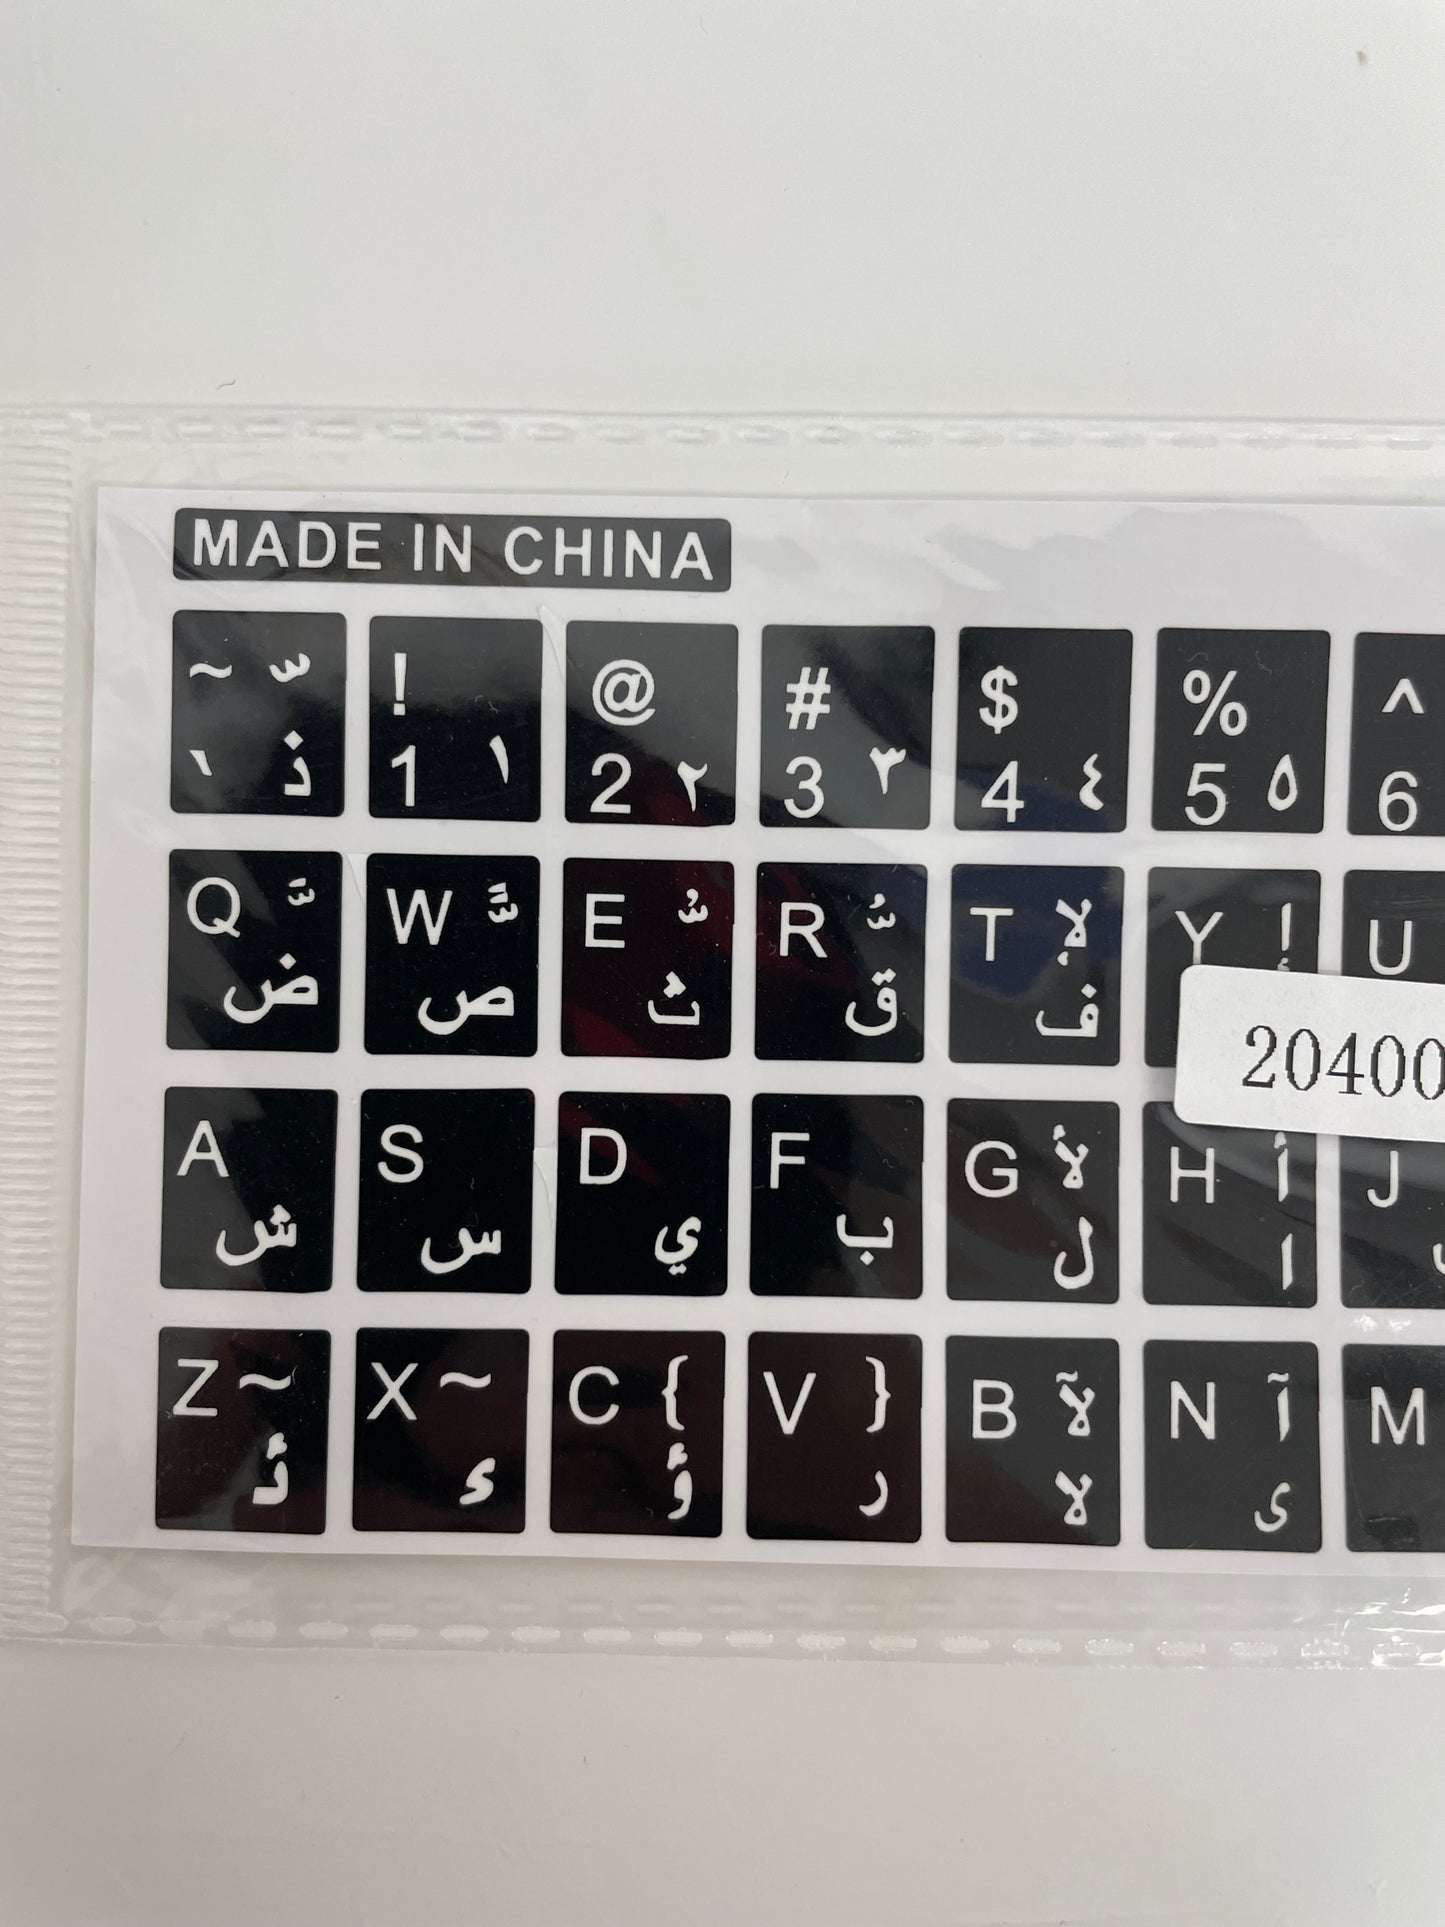 MADE IN CHINA
~ ّ ! @ # $ % ^
` ذ 1 ١ 2 ٢ 3 ٣ 4 ٤ 5 ٥ 6
Q W E R T لإ Y إ U
ض ص ث ق ف
20400
A S D F G لأ H أ J
ش س ي ب ل ا
Z ~ X ~ C { V } B لآ N آ M
ئ ء ؤ ر لا ى